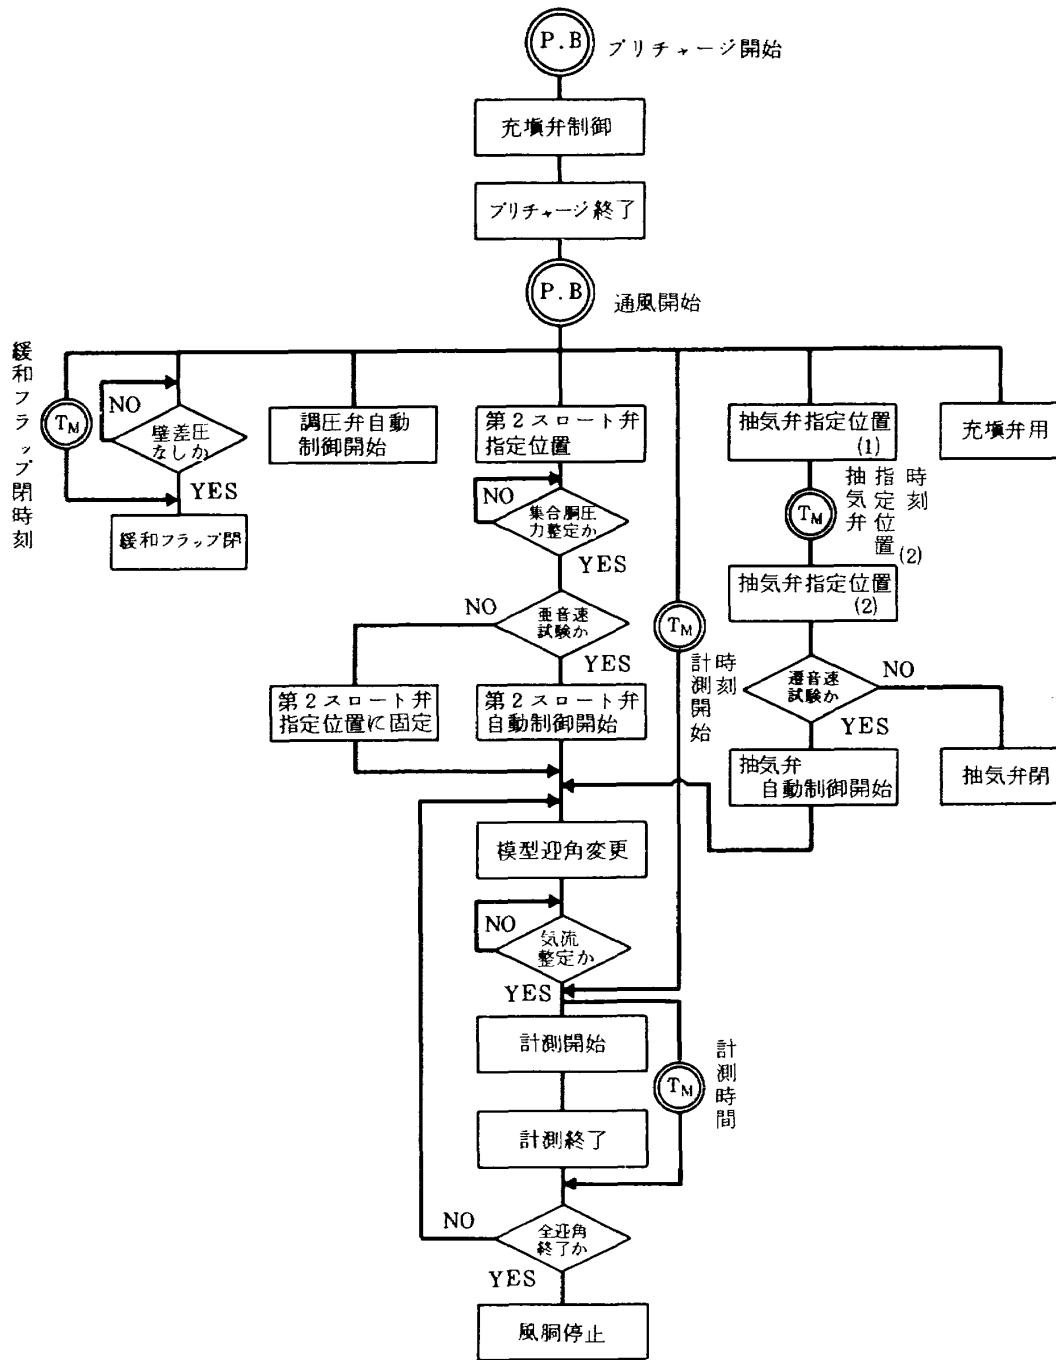 P.B
プリチャージ開始
充塡弁制御
プリチャージ終了
P.B
通風開始
緩和フラップ閉時刻
TM
NO
壁差圧
なしか
YES
緩和フラップ閉
調圧弁自動
制御開始
第2スロート弁
指定位置
NO
集合胴圧
力整定か
YES
NO
亜音速
試験か
YES
第2スロート弁
指定位置に固定
第2スロート弁
自動制御開始
TM
計測開始
時刻
抽気弁指定位置
(1)
TM
抽気弁
指定位置(2)
時刻
抽気弁指定位置
(2)
遷音速
試験か
NO
YES
抽気弁
自動制御開始
抽気弁閉
充塡弁用
模型迎角変更
NO
気流
整定か
YES
計測開始
TM
計測時間
計測終了
NO
全迎角
終了か
YES
風胴停止